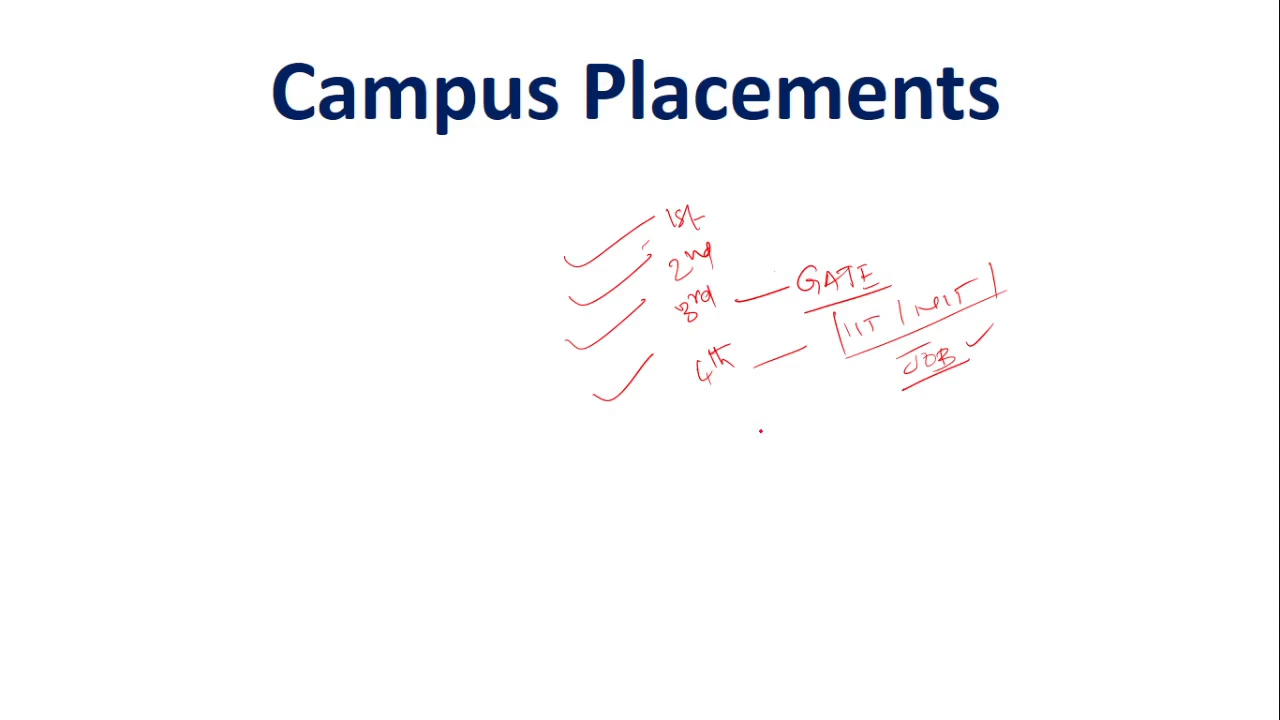 Campus Placements
1st
2nd
3rd — GATE
IIT / NIT
4th —
JOB